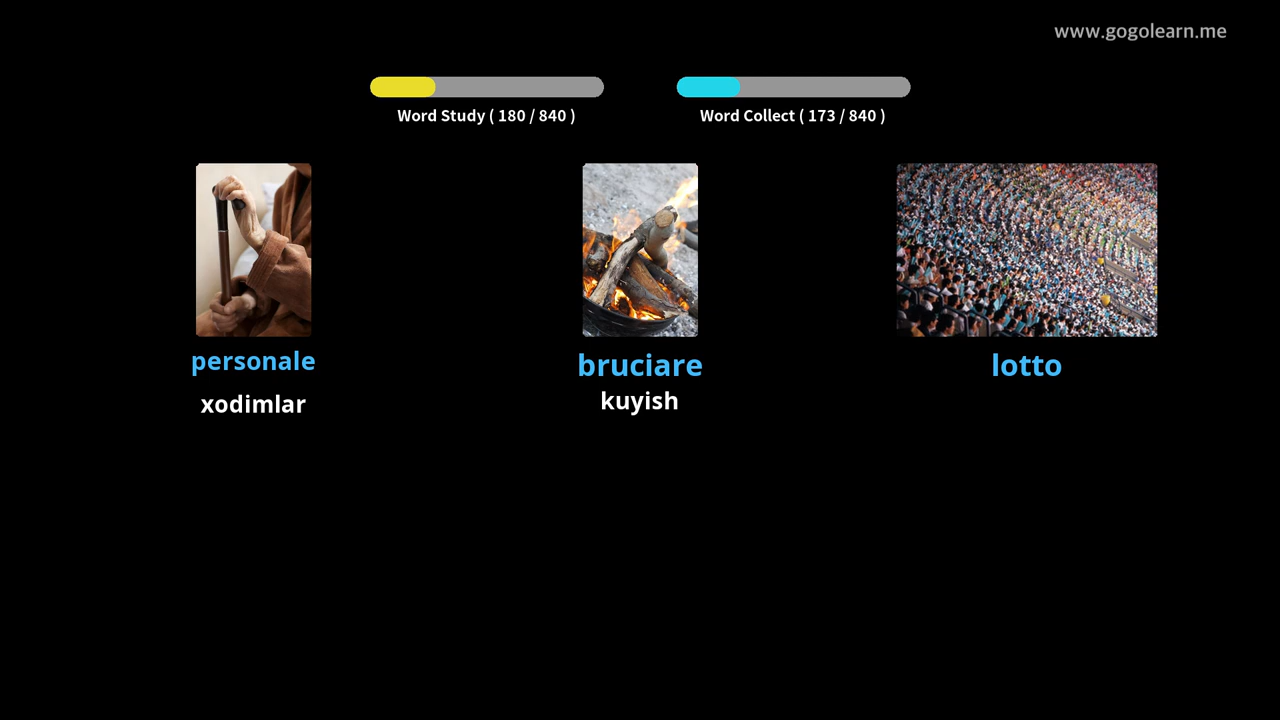 www.gogolearn.me
Word Study ( 180 / 840 )
Word Collect ( 173 / 840 )
personale
bruciare
lotto
xodimlar
kuyish